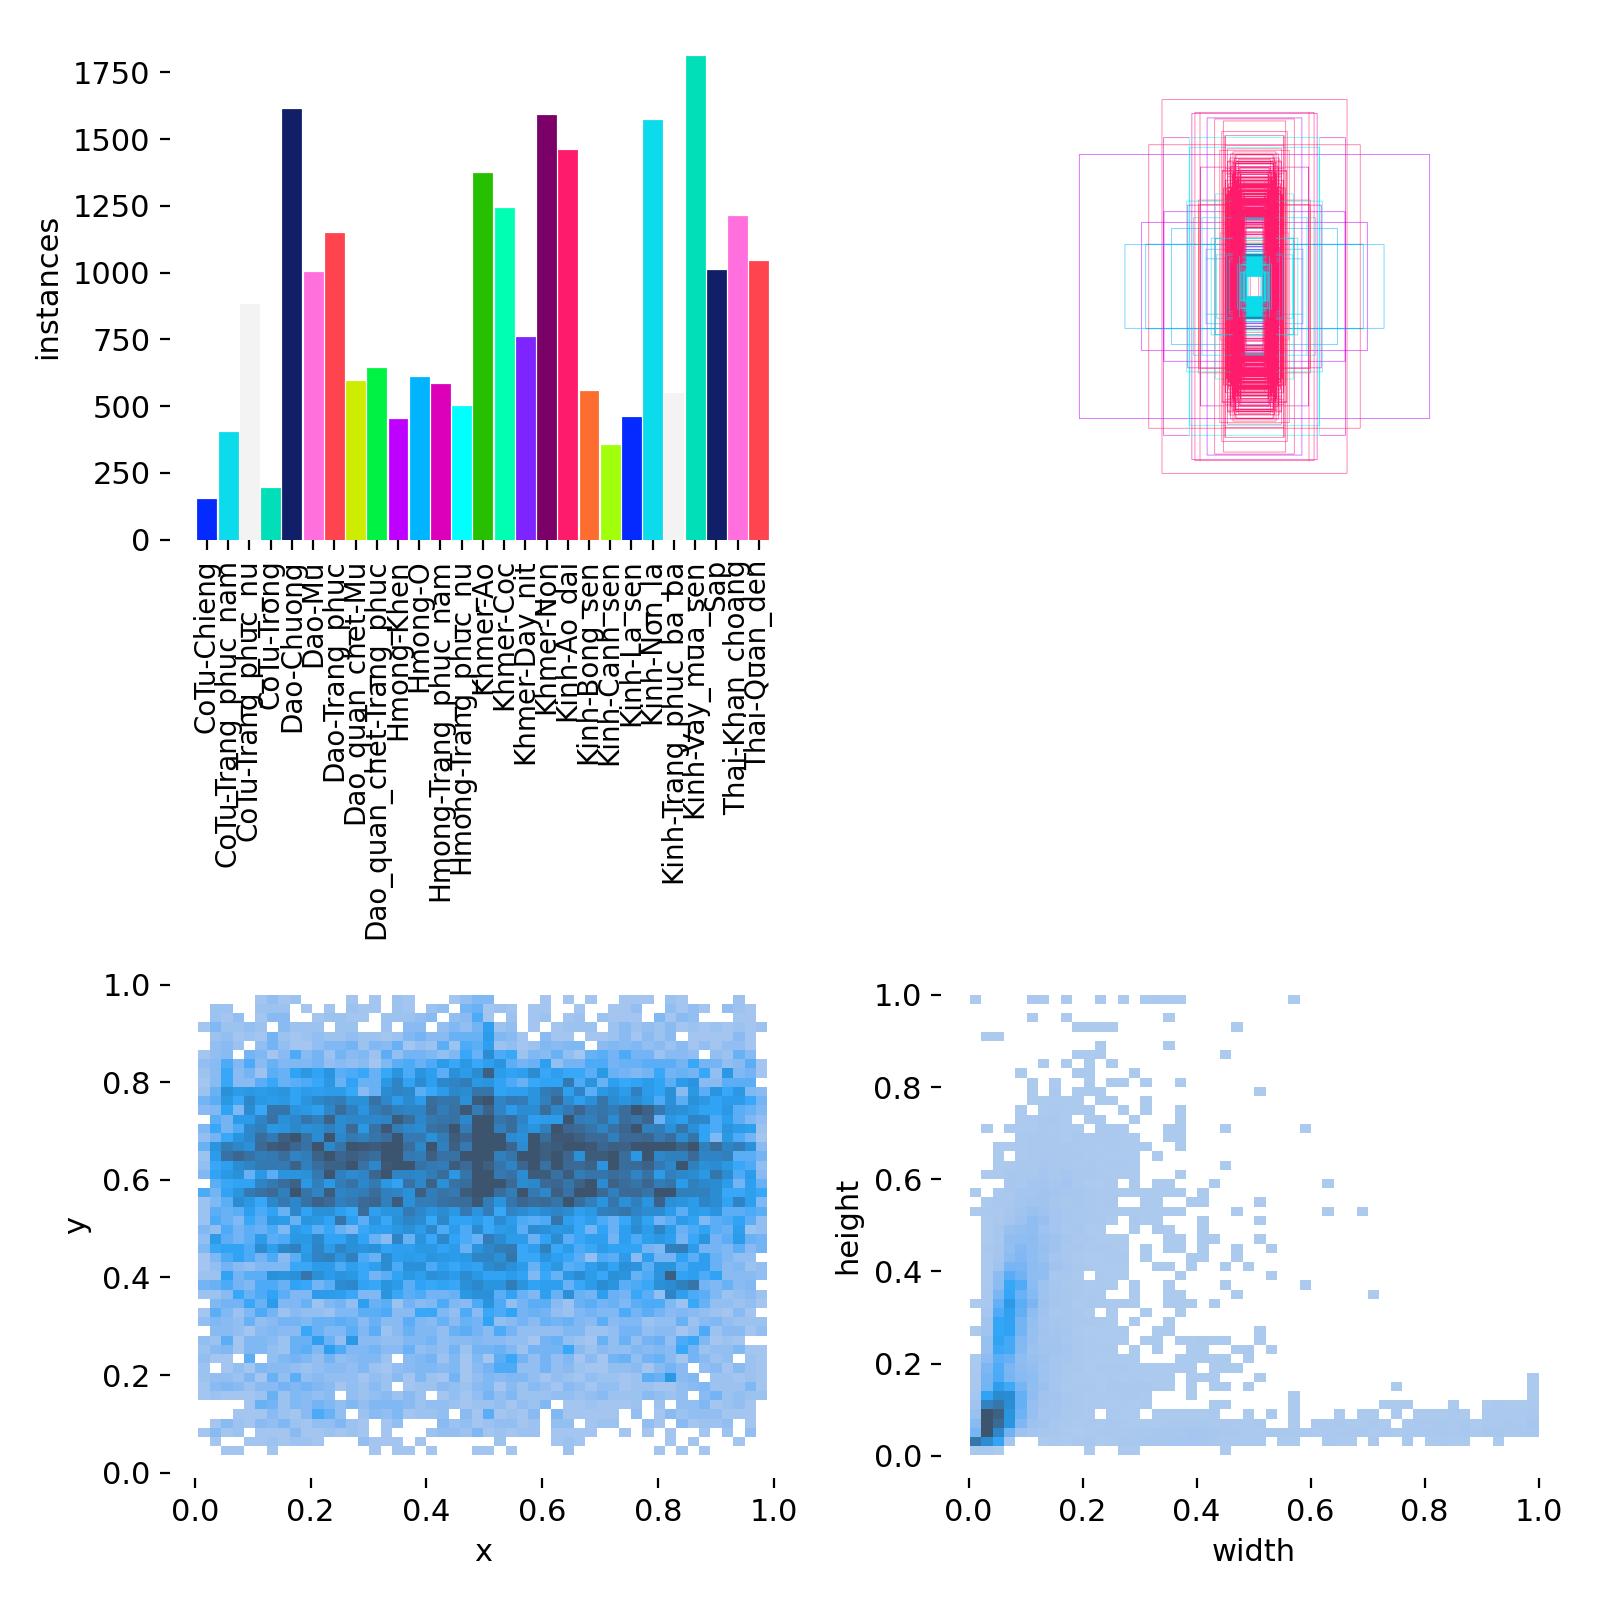 instances
1750
1500
1250
1000
750
500
250
0
CoTu-Chieng
CoTu-Trang_phuc_nam
CoTu-Trang_phuc_nu
CoTu-Trong
Dao-Chuong
Dao-Mu
Dao-Trang_phuc
Dao_quan_chet-Mu
Dao_quan_chet-Trang_phuc
Hmong-Khen
Hmong-O
Hmong-Trang_phuc_nam
Hmong-Trang_phuc_nu
Khmer-Ao
Khmer-Coc
Khmer-Day_nit
Khmer-Non
Kinh-Ao_dai
Kinh-Bong_sen
Kinh-Canh_sen
Kinh-La_sen
Kinh-Non_la
Kinh-Trang_phuc_ba_ba
Kinh-Vay_mua_sen
Sap
Thai-Khan_choang
Thai-Quan_den
y
1.0
0.8
0.6
0.4
0.2
0.0
0.0 0.2 0.4 0.6 0.8 1.0
x
height
1.0
0.8
0.6
0.4
0.2
0.0
0.0 0.2 0.4 0.6 0.8 1.0
width